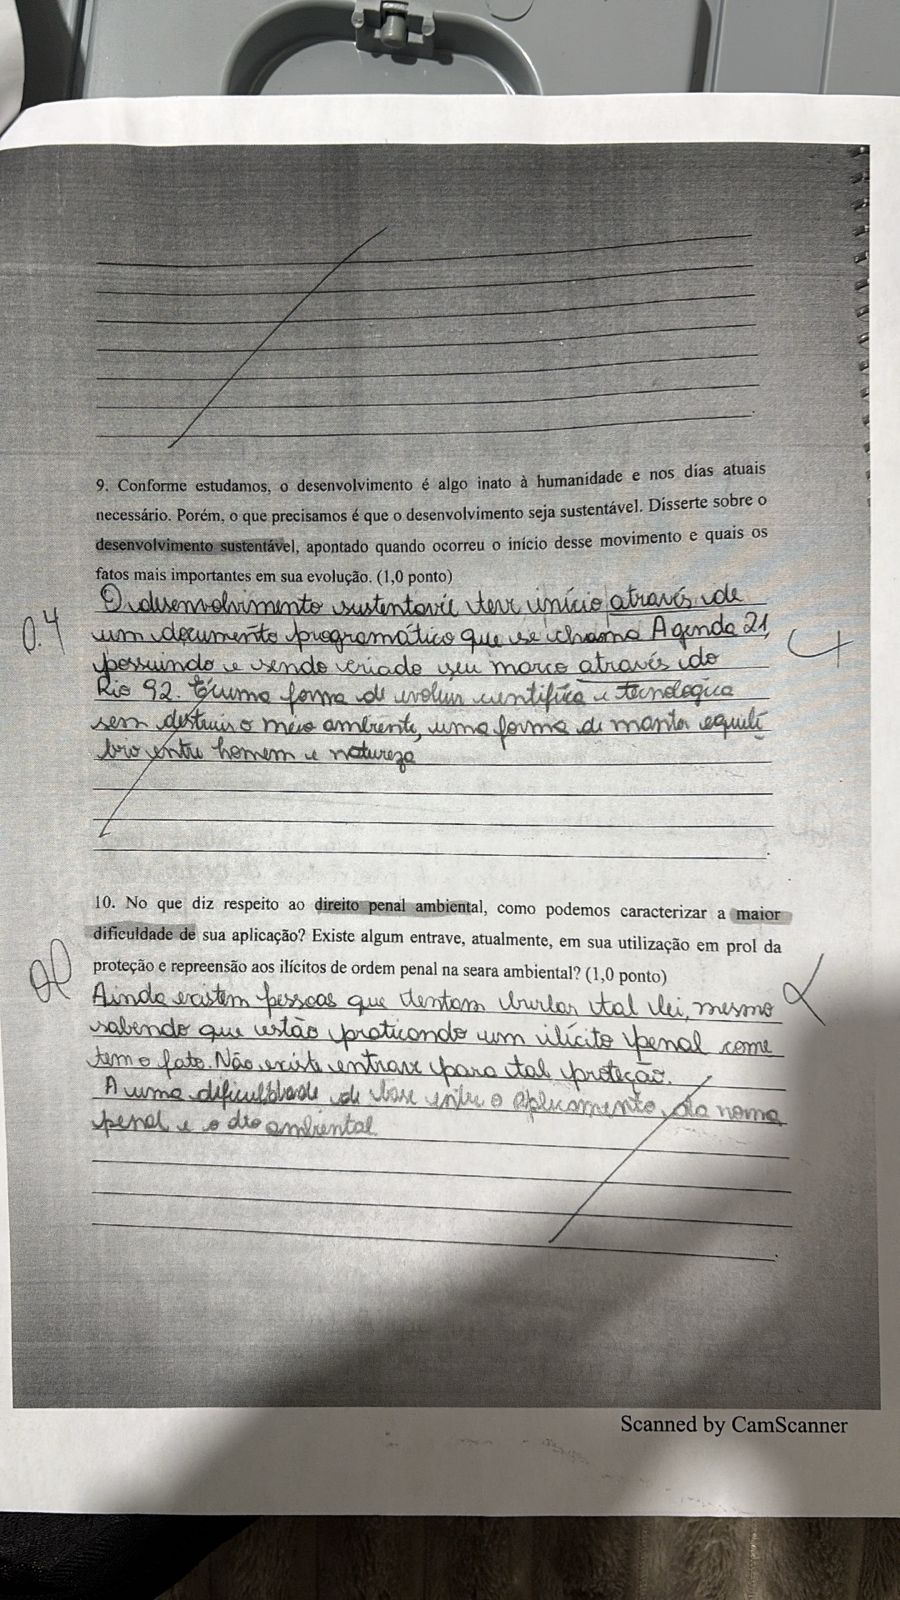 9. Conforme estudamos, o desenvolvimento é algo inato à humanidade e nos dias atuais
necessário. Porém, o que precisamos é que o desenvolvimento seja sustentável. Disserte sobre o
desenvolvimento sustentável, apontado quando ocorreu o início desse movimento e quais os
fatos mais importantes em sua evolução. (1,0 ponto)
O desenvolvimento sustentavél teve início através de
0.4
um documento programático que se chama Agenda 21,
possuindo e sendo criado seu marco através do
Rio 92. É uma forma de evoluir científica e tecnologica
sem destruir o meio ambiente, uma forma de manter equili
brio entre homem e natureza
10. No que diz respeito ao direito penal ambiental, como podemos caracterizar a maior
dificuldade de sua aplicação? Existe algum entrave, atualmente, em sua utilização em prol da
proteção e repreensão aos ilícitos de ordem penal na seara ambiental? (1,0 ponto)
Ainda existem pessoas que tentam burlar tal lei, mesmo
sabendo que estão praticando um ilícito penal come
tem o fato. Não existe entrave para tal proteção.
A uma dificuldade de base entre o da norma
penal e o dto ambiental
Scanned by CamScanner